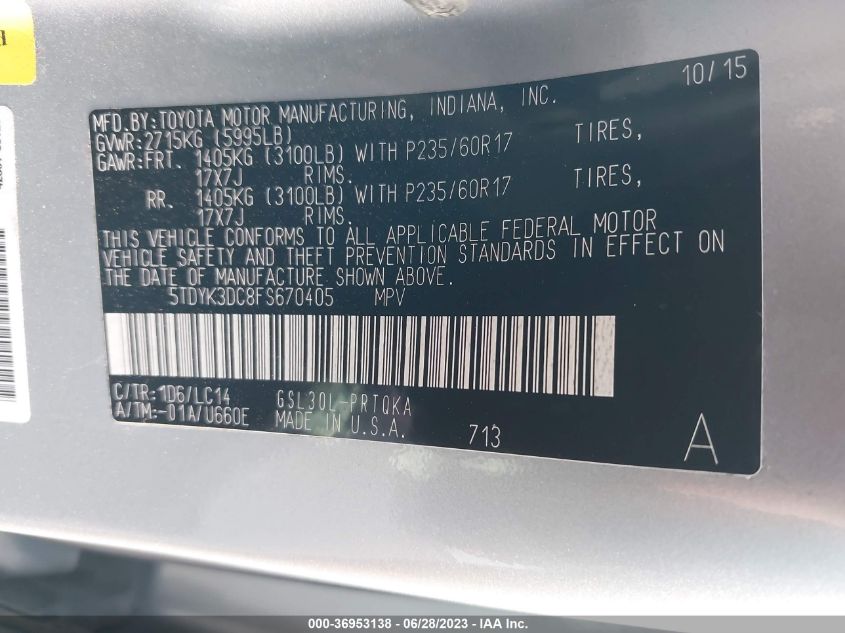 10/15
MFD.BY:TOYOTA MOTOR MANUFACTURING, INDIANA, INC.
GVWR:2715KG (5995LB)
GAWR:FRT. 1405KG (3100LB) WITH P235/60R17 TIRES,
17X7J RIMS.
RR. 1405KG (3100LB) WITH P235/60R17 TIRES,
17X7J RIMS.
THIS VEHICLE CONFORMS TO ALL APPLICABLE FEDERAL MOTOR
VEHICLE SAFETY AND THEFT PREVENTION STANDARDS IN EFFECT ON
THE DATE OF MANUFACTURE SHOWN ABOVE.
5TDYK3DC8FS670405 MPV
C/TR:1D6/LC14 GSL30L-PRTQKA
A/TM:-01A/U660E MADE IN U.S.A. 713 A
000-36953138 - 06/28/2023 - IAA Inc.